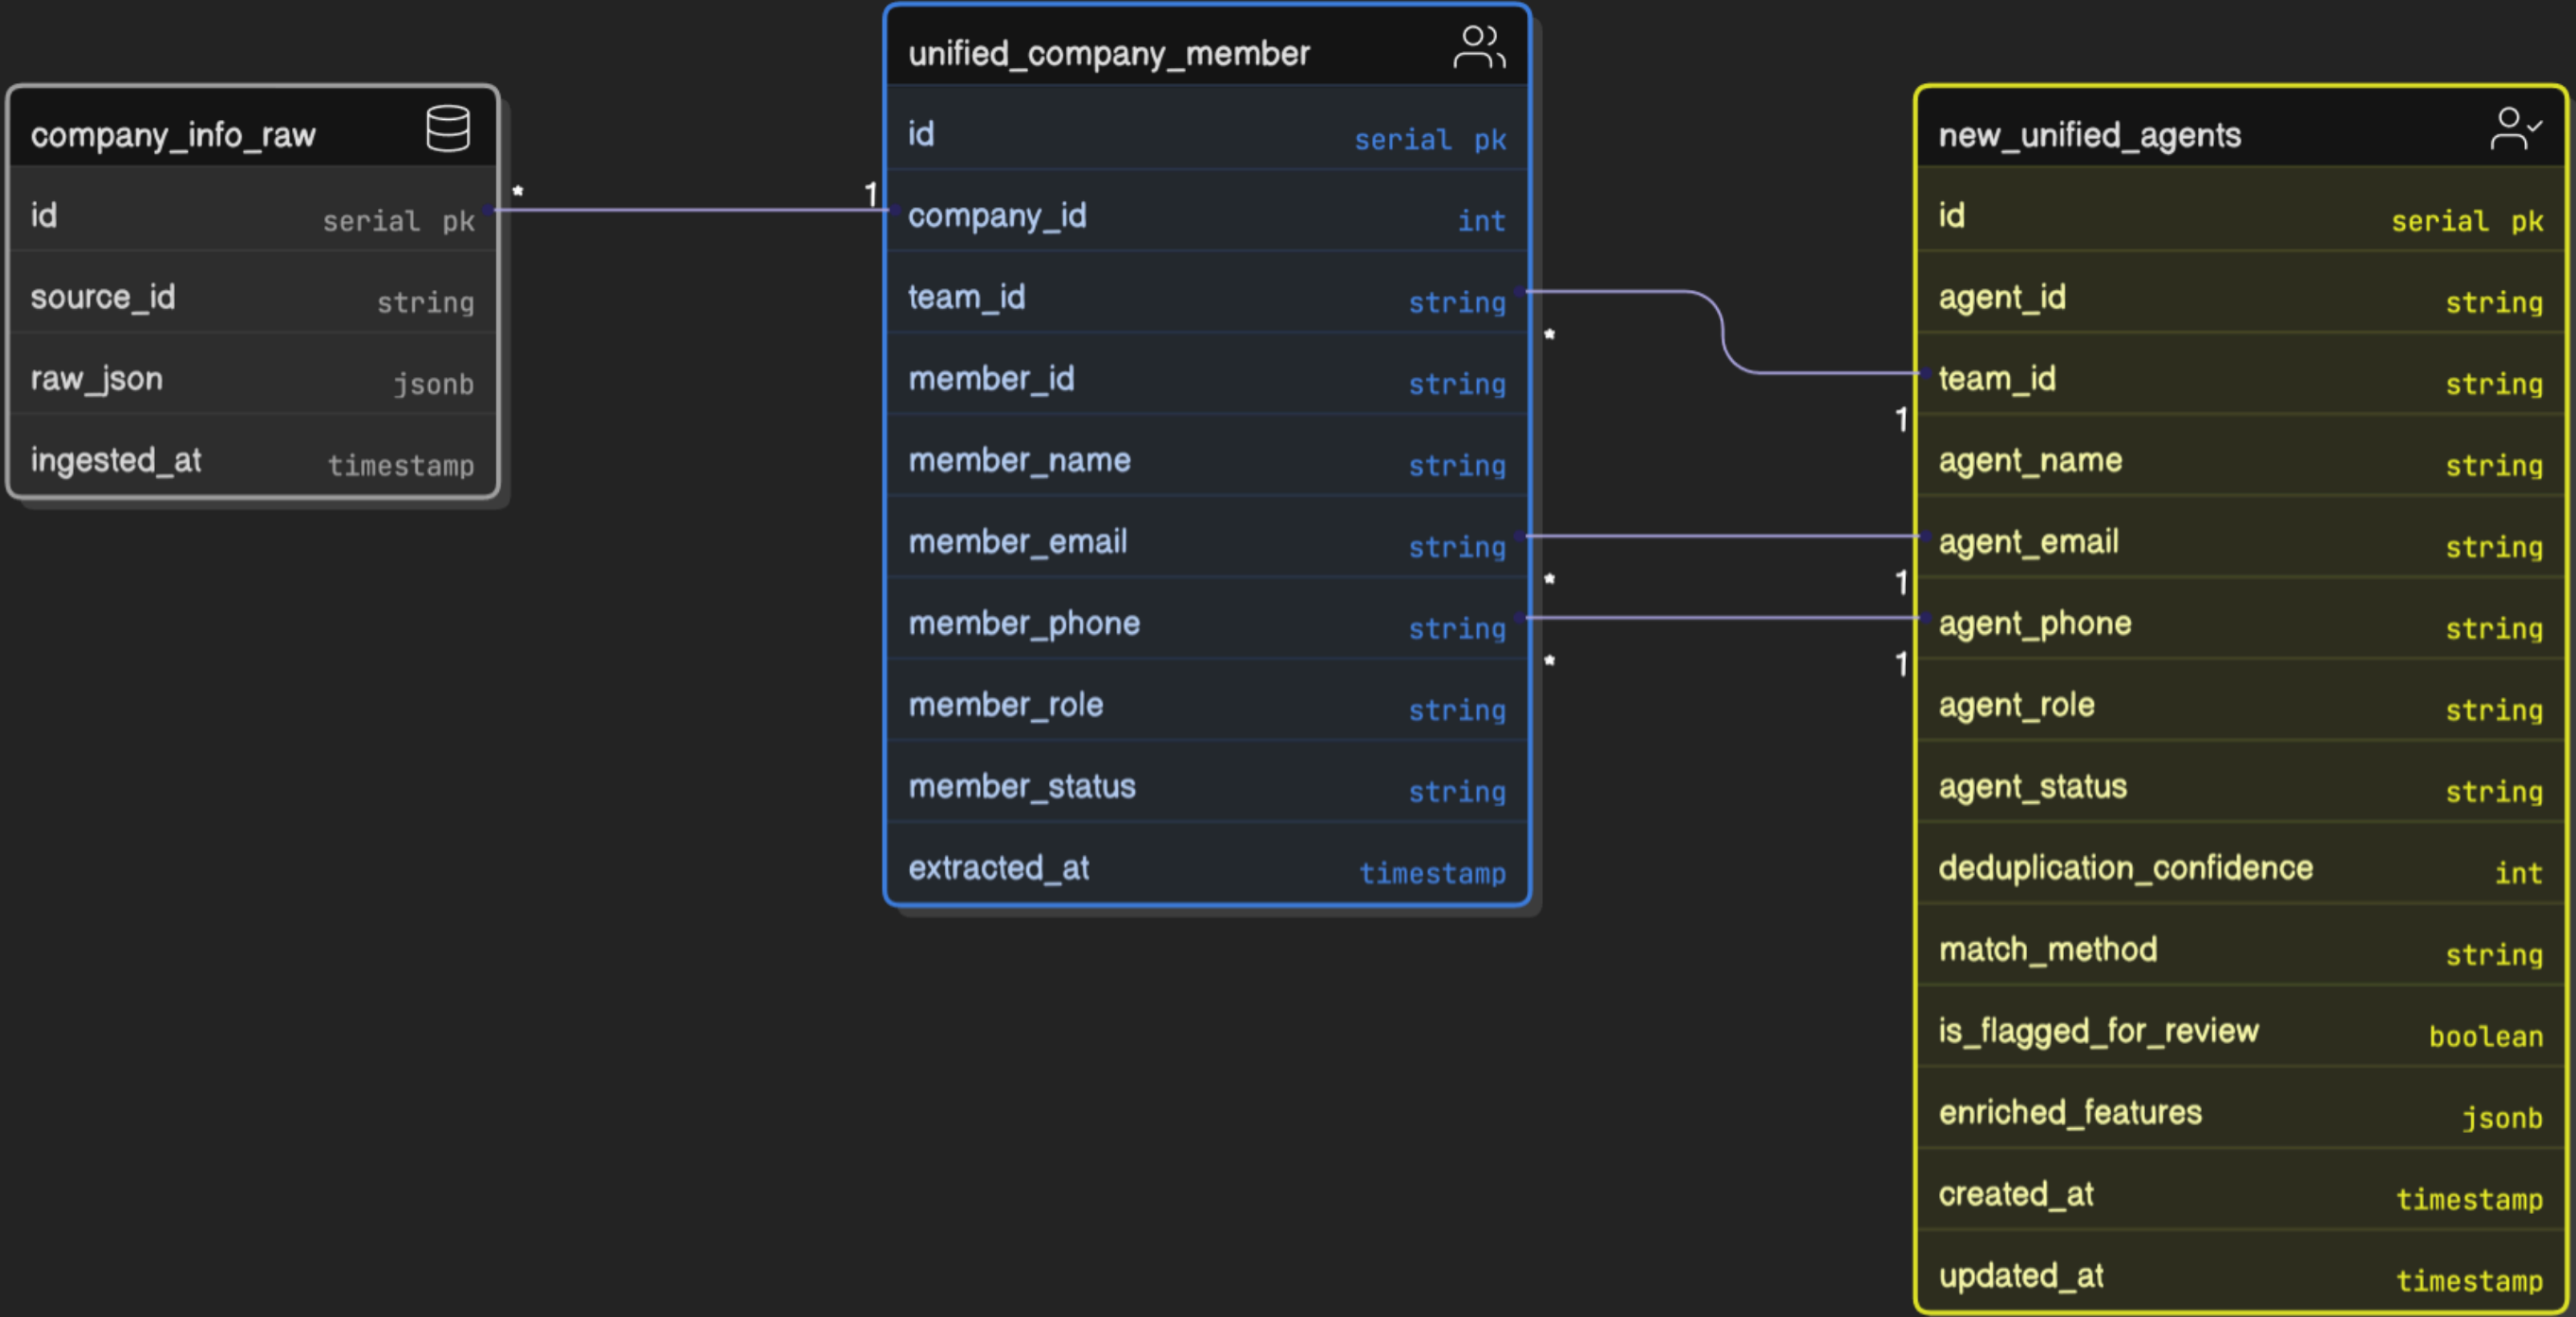 company_info_raw
id serial pk
source_id string
raw_json jsonb
ingested_at timestamp
* 1
unified_company_member
id serial pk
company_id int
team_id string
member_id string
member_name string
member_email string
member_phone string
member_role string
member_status string
extracted_at timestamp
* 1
* 1
* 1
new_unified_agents
id serial pk
agent_id string
team_id string
agent_name string
agent_email string
agent_phone string
agent_role string
agent_status string
deduplication_confidence int
match_method string
is_flagged_for_review boolean
enriched_features jsonb
created_at timestamp
updated_at timestamp